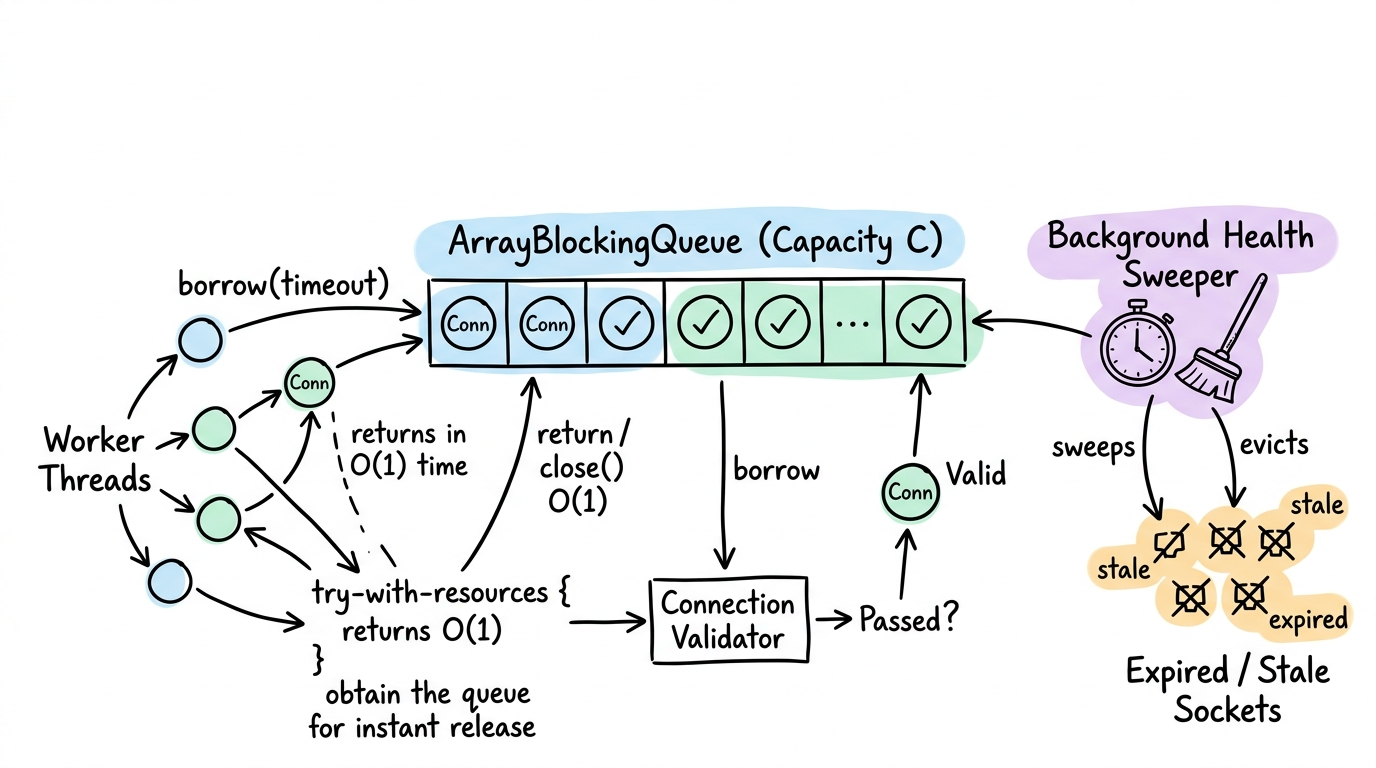 ArrayBlockingQueue (Capacity C)
Background Health
Sweeper
borrow(timeout)
Conn
Conn
...
Conn
Worker
Threads
returns in
O(1) time
return/
close()
O(1)
borrow
Conn
Valid
sweeps
evicts
stale
stale
expired
try-with-resources {
returns O(1)
}
obtain the queue
for instant release
Connection
Validator
Passed?
Expired / Stale
Sockets